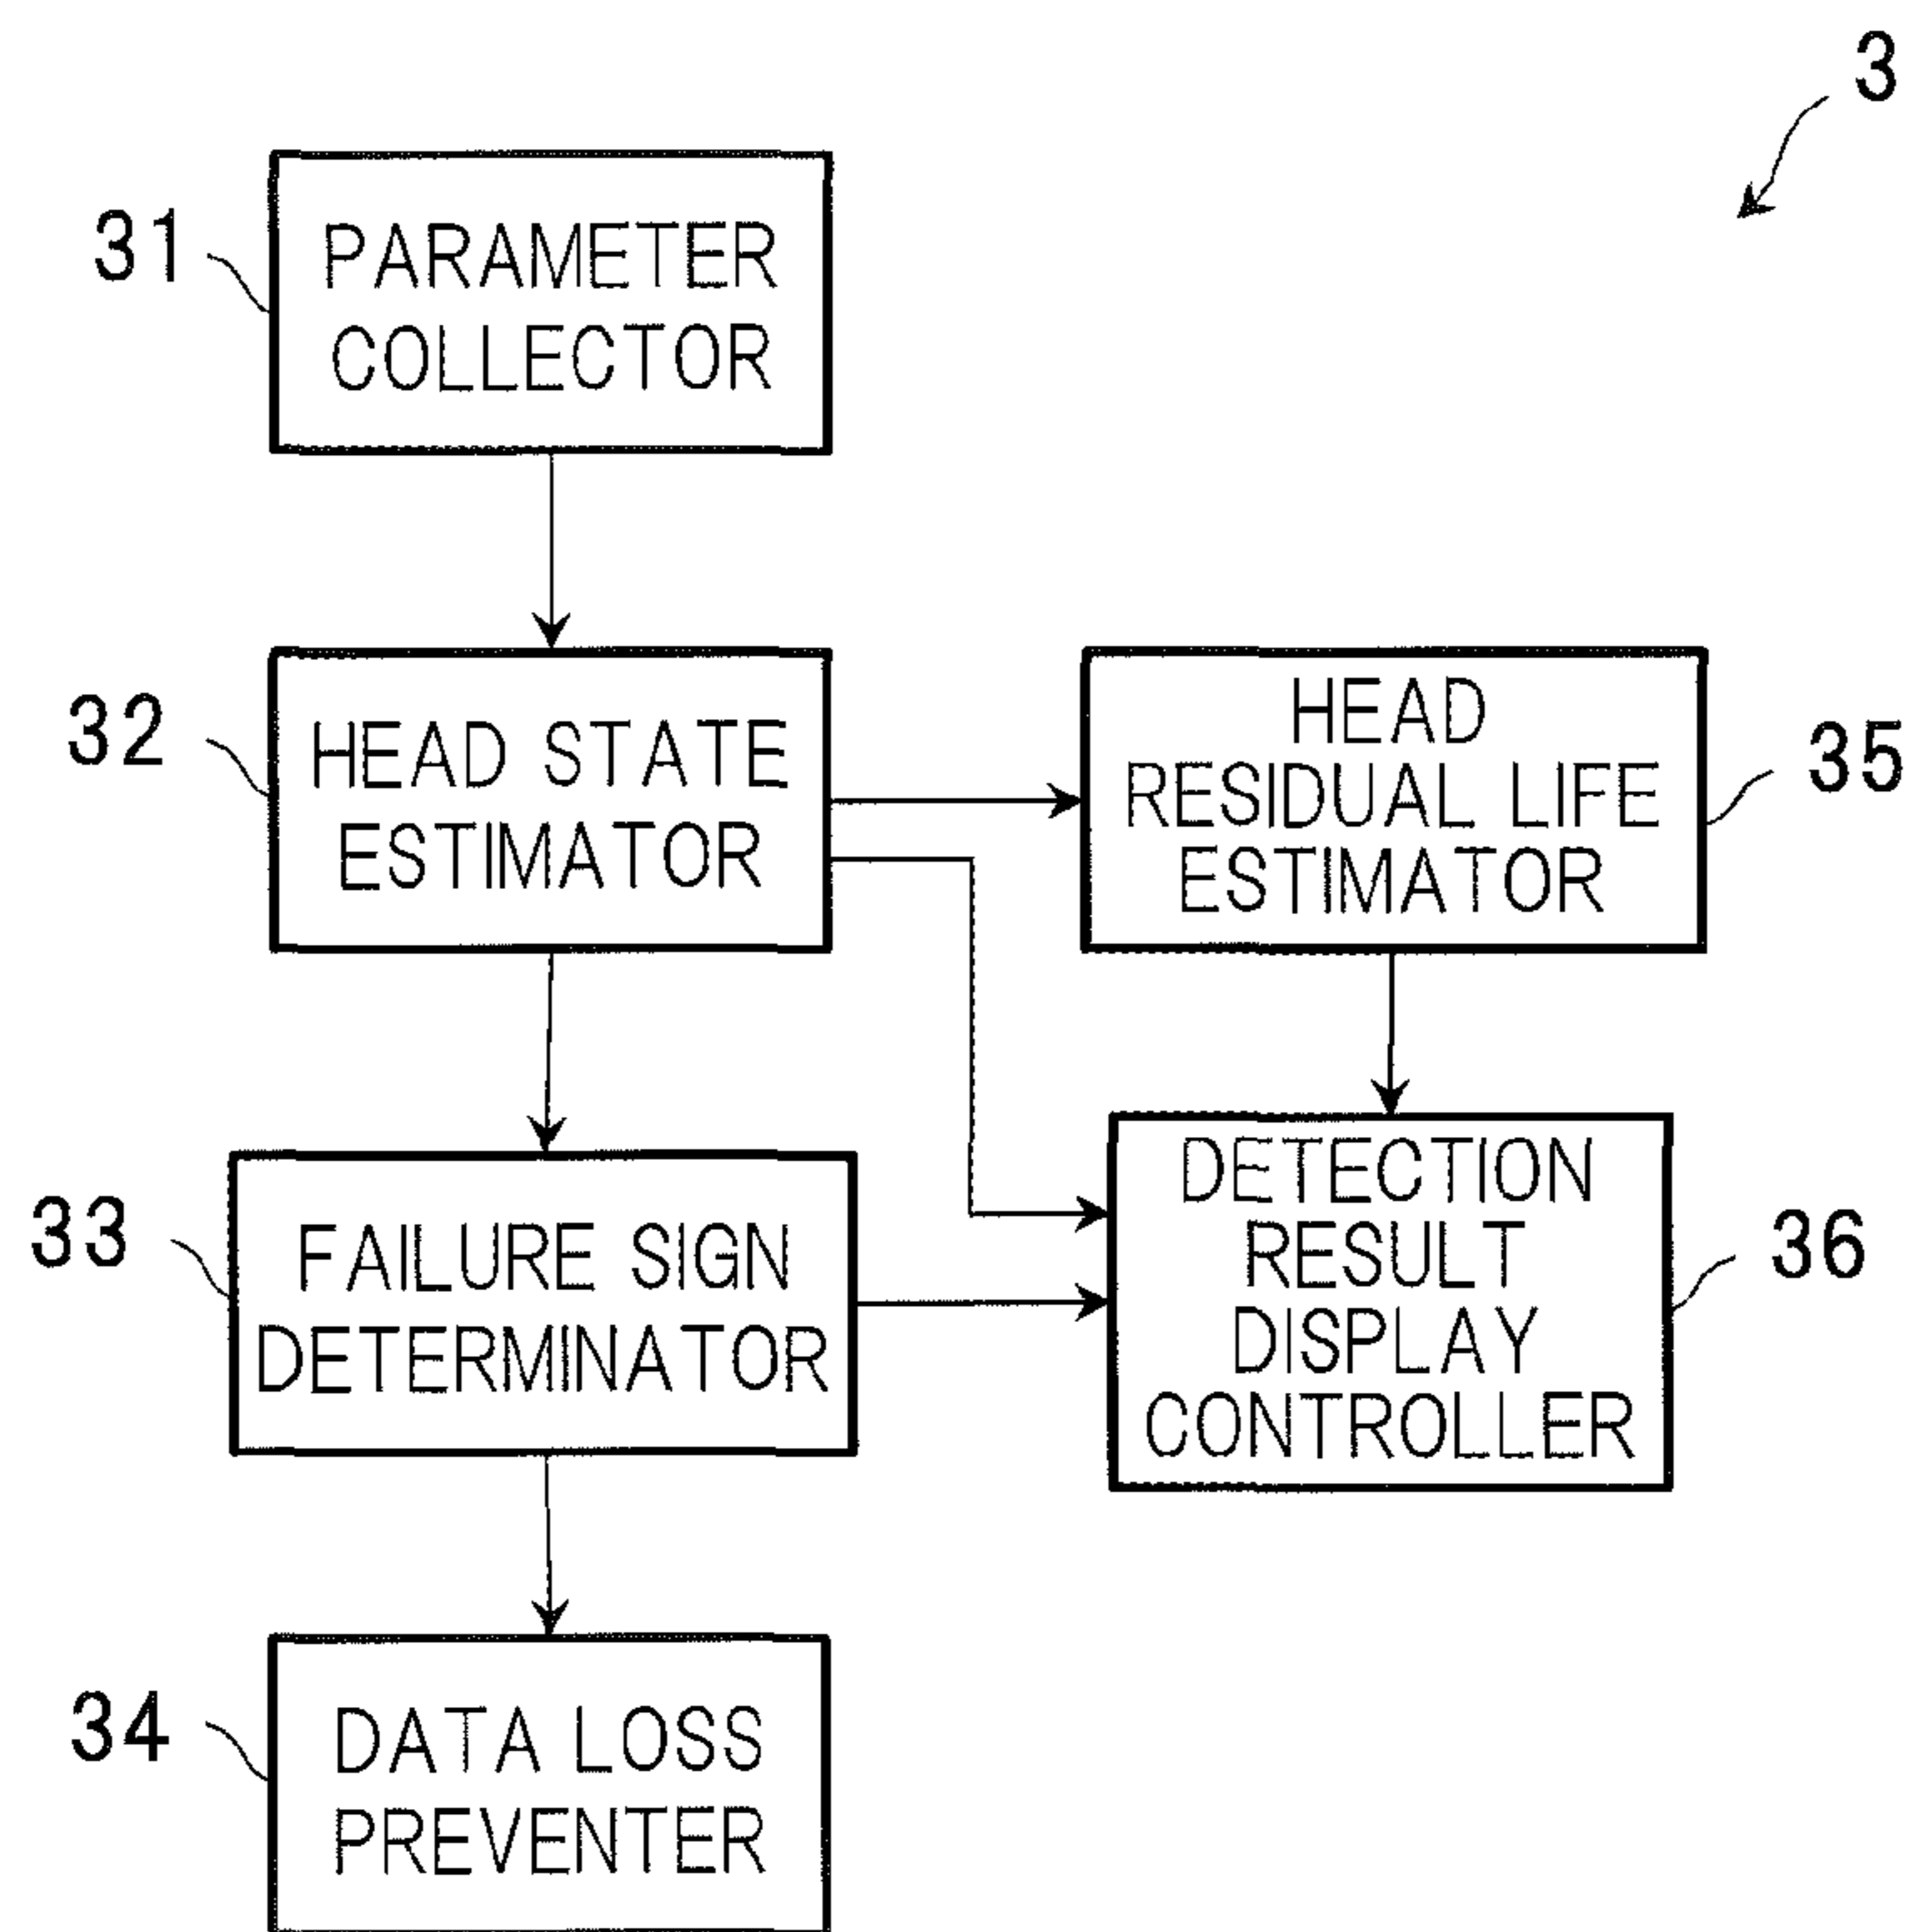 3
31
PARAMETER
COLLECTOR
32
HEAD STATE
ESTIMATOR
HEAD
RESIDUAL LIFE
ESTIMATOR
35
33
FAILURE SIGN
DETERMINATOR
DETECTION
RESULT
DISPLAY
CONTROLLER
36
34
DATA LOSS
PREVENTER